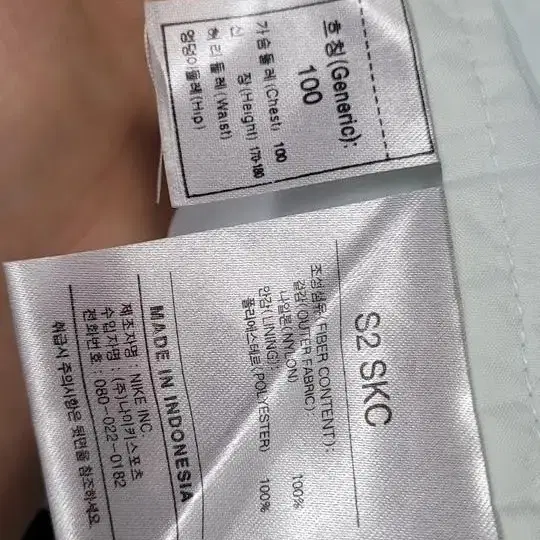 호칭(Generic):
100
가슴둘레(Chest) 100
신 장(Height) 170-180
허리둘레(Waist)
엉덩이둘레(Hip)
S2 SKC
조성섬유(FIBER CONTENT):
겉감(OUTER FABRIC):
나일론(NYLON) 100%
안감(LINING):
폴리에스테르(POLYESTER) 100%
MADE IN INDONESIA
제조자명 : NIKE INC.
수입자명 : (주)나이키스포츠
전화번호 : 080-022-0182
취급시 주의사항은 뒷면을 참조하세요